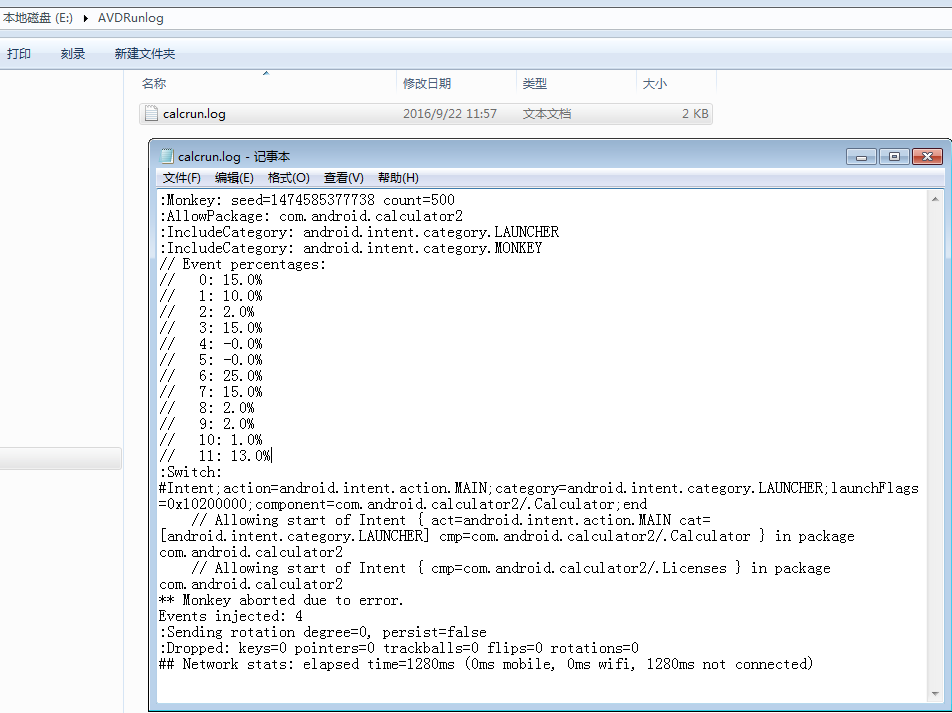 本地磁盘 (E:) ▸ AVDRunlog
打印 刻录 新建文件夹
名称 修改日期 类型 大小
calcrun.log 2016/9/22 11:57 文本文档 2 KB
calcrun.log - 记事本
文件(F) 编辑(E) 格式(O) 查看(V) 帮助(H)
:Monkey: seed=1474585377738 count=500
:AllowPackage: com.android.calculator2
:IncludeCategory: android.intent.category.LAUNCHER
:IncludeCategory: android.intent.category.MONKEY
// Event percentages:
//   0: 15.0%
//   1: 10.0%
//   2: 2.0%
//   3: 15.0%
//   4: -0.0%
//   5: -0.0%
//   6: 25.0%
//   7: 15.0%
//   8: 2.0%
//   9: 2.0%
//   10: 1.0%
//   11: 13.0%
:Switch:
#Intent;action=android.intent.action.MAIN;category=android.intent.category.LAUNCHER;launchFlags
=0x10200000;component=com.android.calculator2/.Calculator;end
    // Allowing start of Intent { act=android.intent.action.MAIN cat=
[android.intent.category.LAUNCHER] cmp=com.android.calculator2/.Calculator } in package
com.android.calculator2
    // Allowing start of Intent { cmp=com.android.calculator2/.Licenses } in package
com.android.calculator2
** Monkey aborted due to error.
Events injected: 4
:Sending rotation degree=0, persist=false
:Dropped: keys=0 pointers=0 trackballs=0 flips=0 rotations=0
## Network stats: elapsed time=1280ms (0ms mobile, 0ms wifi, 1280ms not connected)